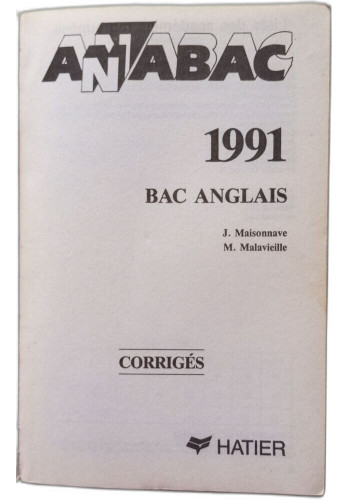 ANNABAC
1991
BAC ANGLAIS
J. Maisonnave
M. Malavieille
CORRIGÉS
HATIER